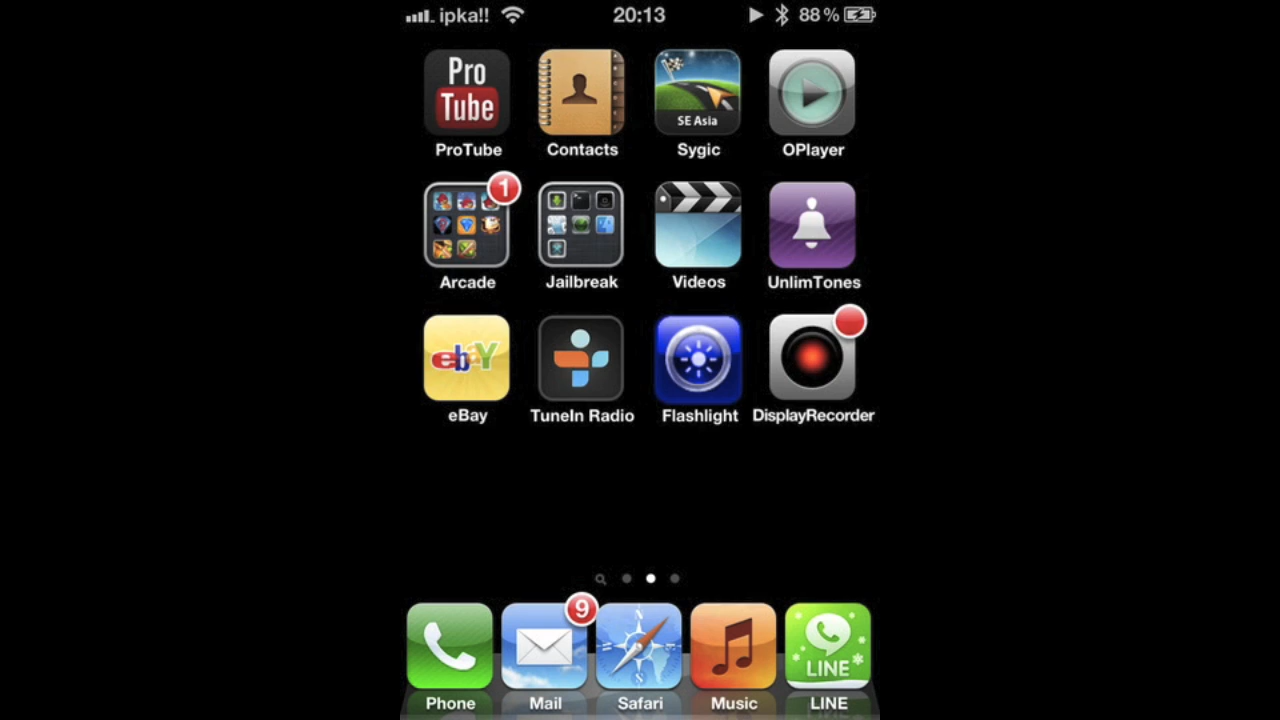 ipka!! 20:13 88 %
Pro
Tube
SE Asia
ProTube Contacts Sygic OPlayer
1
Arcade Jailbreak Videos UnlimTones
ebaY
eBay TuneIn Radio Flashlight DisplayRecorder
9
N
S
LINE
Phone Mail Safari Music LINE